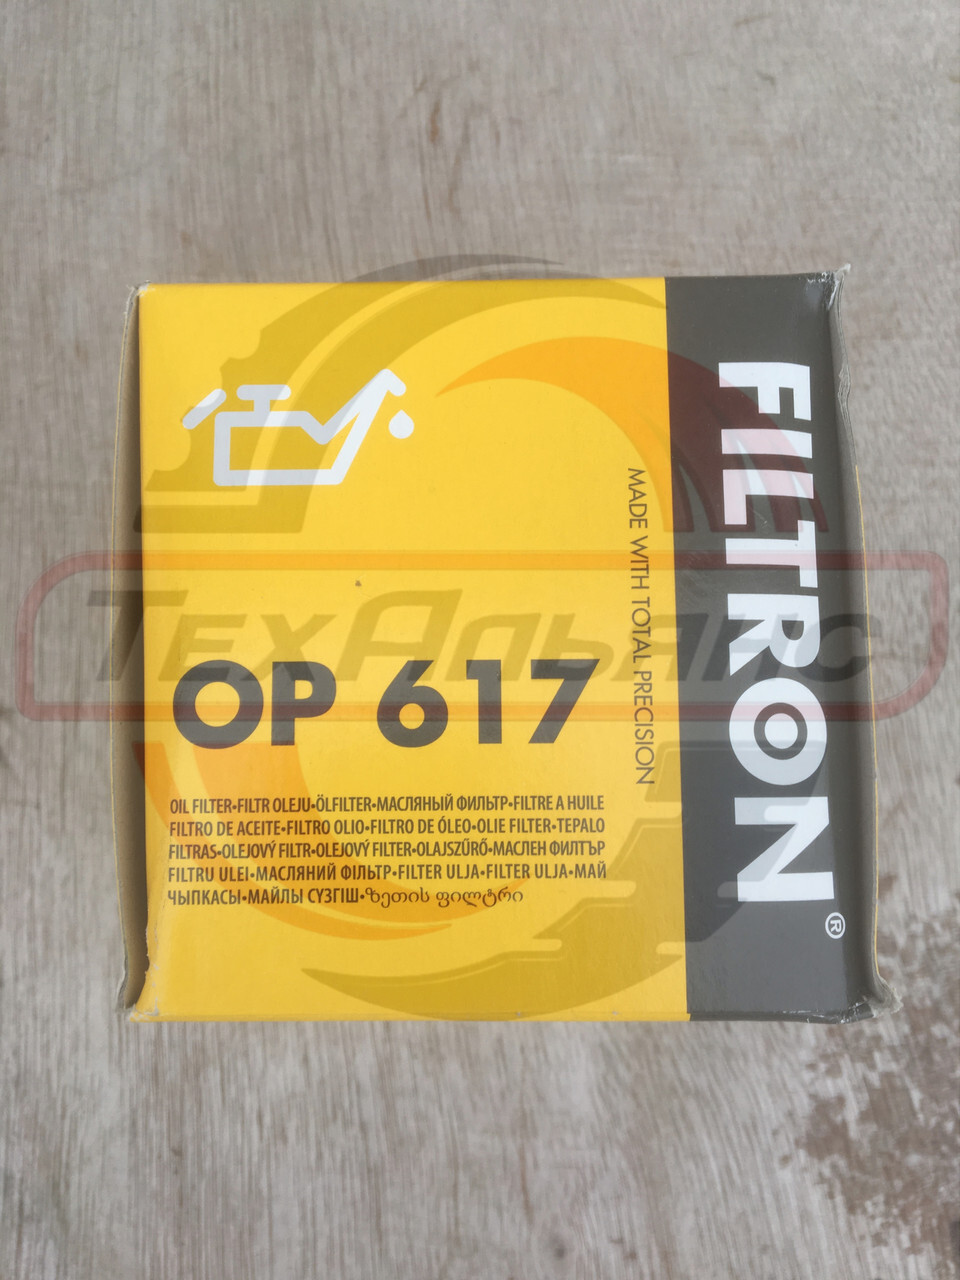 FILTRON®
MADE WITH TOTAL PRECISION
ТехАльянс
OP 617
OIL FILTER•FILTR OLEJU•ÖLFILTER•МАСЛЯНЫЙ ФИЛЬТР•FILTRE A HUILE
FILTRO DE ACEITE•FILTRO OLIO•FILTRO DE ÓLEO•OLIE FILTER•TEPALO
FILTRAS•OLEJOVÝ FILTR•OLEJOVÝ FILTER•OLAJSZŰRŐ•МАСЛЕН ФИЛТЪР
FILTRU ULEI•МАСЛЯНИЙ ФІЛЬТР•FILTER ULJA•FILTER ULJA•МАЙ
ЧЫПКАСЫ•МАЙЛЫ СҮЗГІШ•ზეთის ფილტრი